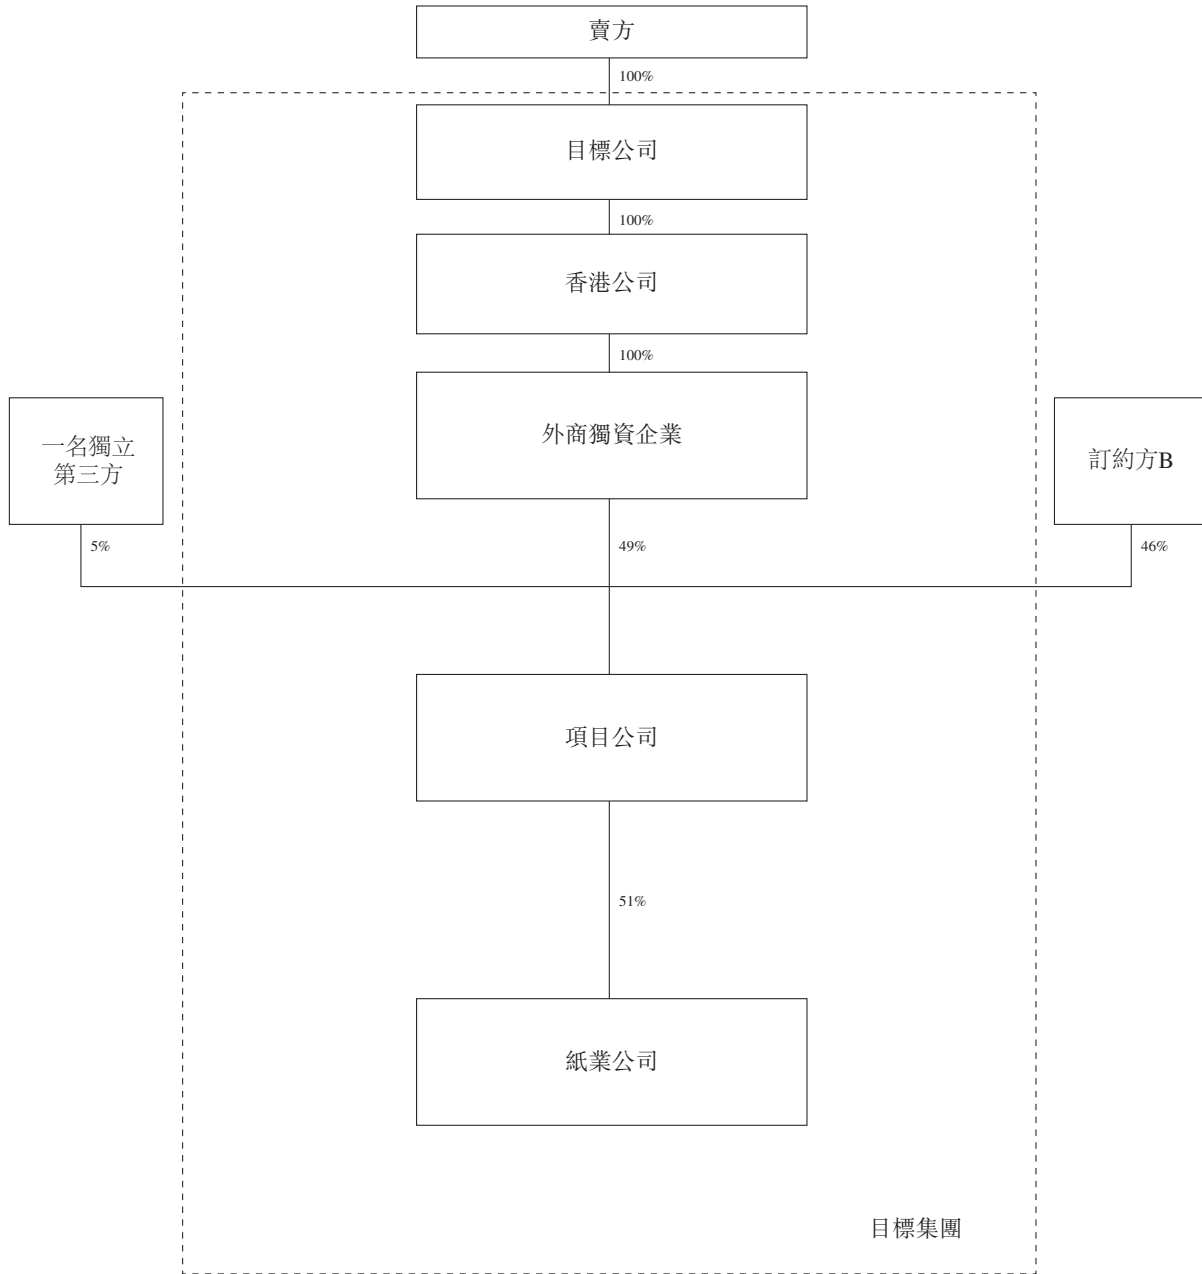 賣方
100%
目標公司
100%
香港公司
100%
外商獨資企業
一名獨立
第三方
訂約方B
5%
49%
46%
項目公司
51%
紙業公司
目標集團